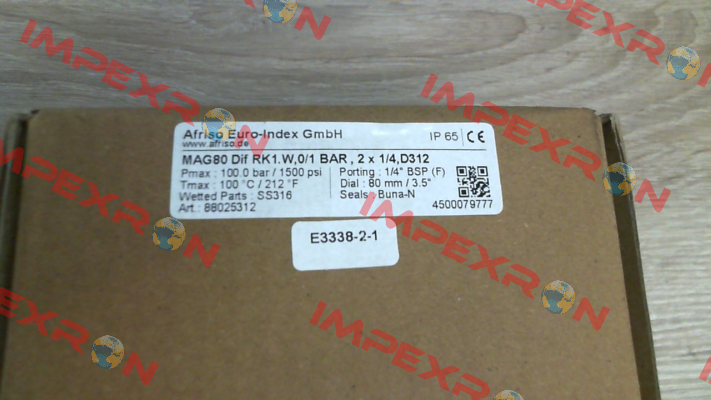 IMPEXRON
IMPEXRON
Afriso Euro-Index GmbH
www.afriso.de
IP 65 CE
MAG80 Dif RK1.W,0/1 BAR , 2 x 1/4,D312
Pmax : 100.0 bar / 1500 psi
Tmax : 100 °C / 212 °F
Wetted Parts : SS316
Art.: 88025312
Porting : 1/4" BSP (F)
Dial : 80 mm / 3.5"
Seals: Buna-N
4500079777
E3338-2-1
IMPEXRON
IMPEXRON
IMPEXRON